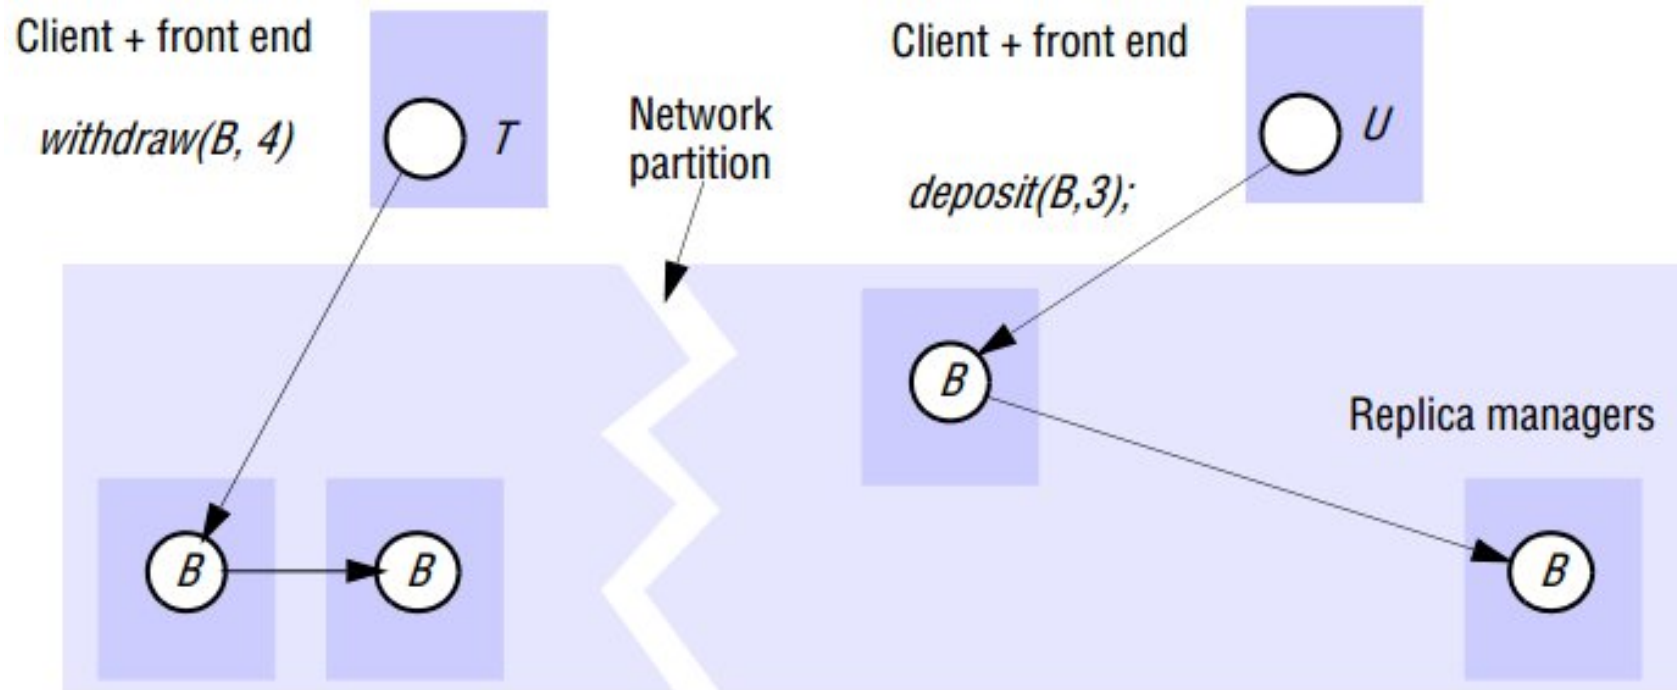 Client + front end
withdraw(B, 4)
T
Network
partition
Client + front end
U
deposit(B,3);
B
Replica managers
B
B
B